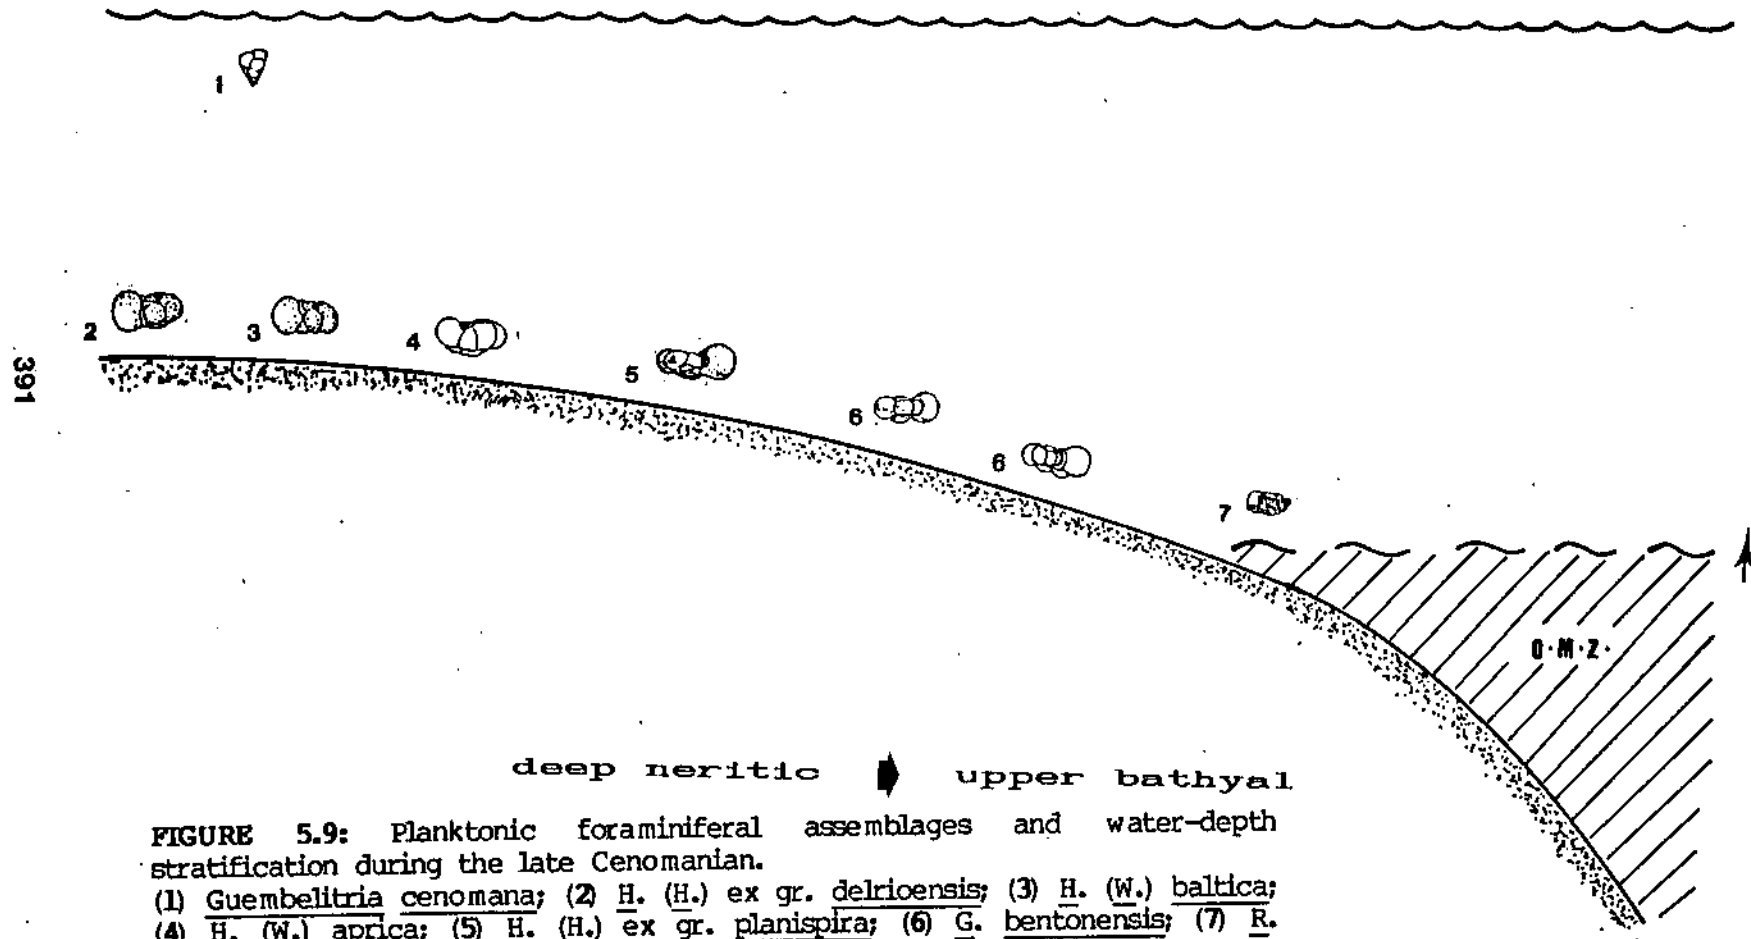 1
2
3
4
5
6
6
7
O.M.Z.
391
deep neritic upper bathyal
FIGURE 5.9: Planktonic foraminiferal assemblages and water-depth
stratification during the late Cenomanian.
(1) Guembelitria cenomana; (2) H. (H.) ex gr. delrioensis; (3) H. (W.) baltica;
(4) H. (W.) aprica; (5) H. (H.) ex gr. planispira; (6) G. bentonensis; (7) R.